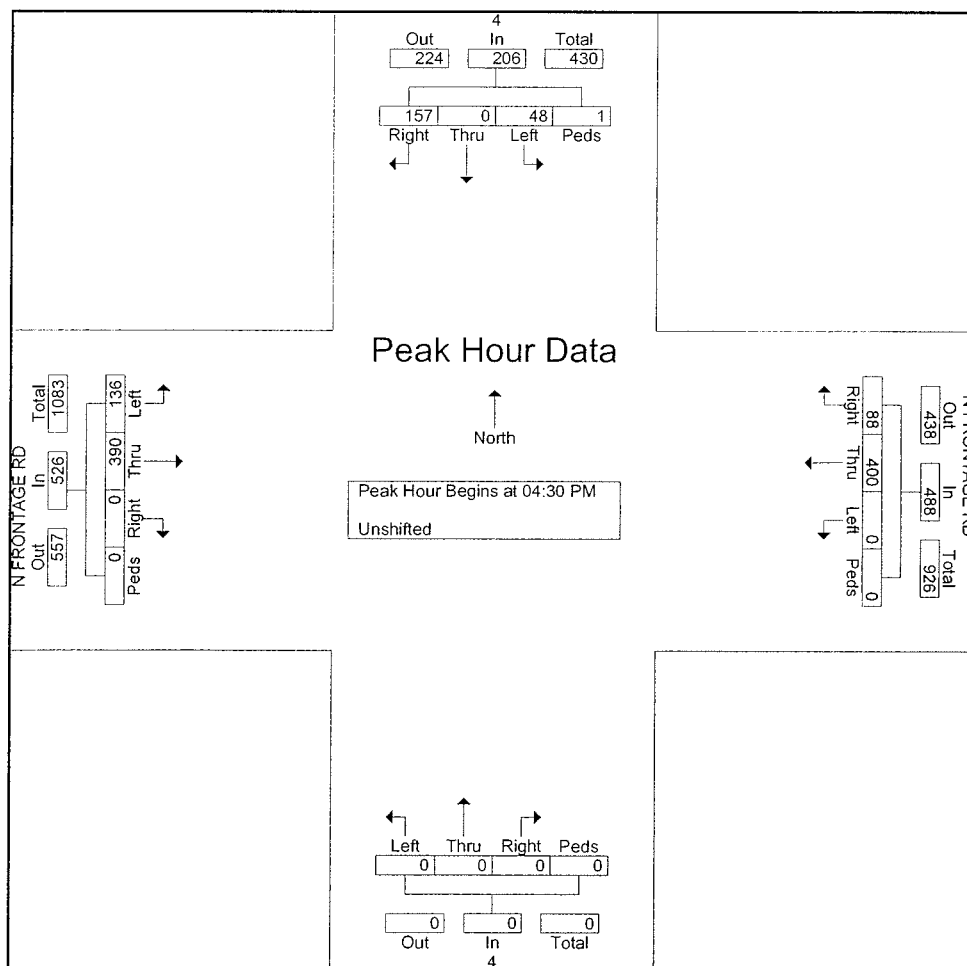 4
Out In Total
224 206 430
157 0 48 1
Right Thru Left Peds
Peak Hour Data
North
Peak Hour Begins at 04:30 PM
Unshifted
N FRONTAGE RD
Out In Total
557 526 1083
136 390 0 0
Left Thru Right Peds
Right Thru Left Peds
88 400 0 0
Out In Total
438 488 926
N FRONTAGE RD
Left Thru Right Peds
0 0 0 0
0 0 0
Out In Total
4